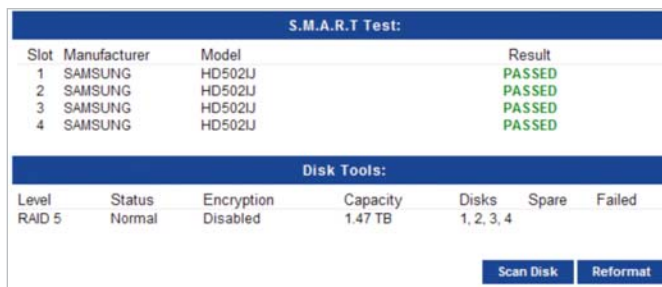 S.M.A.R.T Test:
Slot Manufacturer Model Result
1 SAMSUNG HD502IJ PASSED
2 SAMSUNG HD502IJ PASSED
3 SAMSUNG HD502IJ PASSED
4 SAMSUNG HD502IJ PASSED
Disk Tools:
Level Status Encryption Capacity Disks Spare Failed
RAID 5 Normal Disabled 1.47 TB 1, 2, 3, 4
Scan Disk Reformat